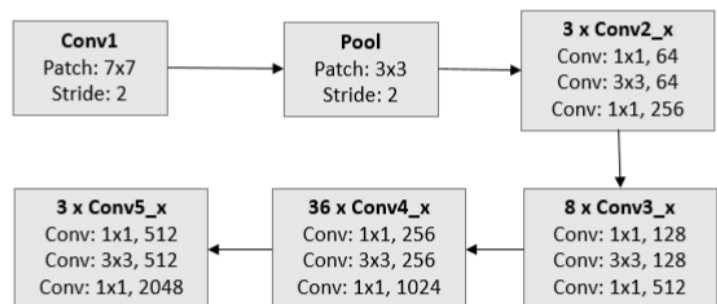 Conv1
Patch: 7x7
Stride: 2
Pool
Patch: 3x3
Stride: 2
3 x Conv2_x
Conv: 1x1, 64
Conv: 3x3, 64
Conv: 1x1, 256
8 x Conv3_x
Conv: 1x1, 128
Conv: 3x3, 128
Conv: 1x1, 512
36 x Conv4_x
Conv: 1x1, 256
Conv: 3x3, 256
Conv: 1x1, 1024
3 x Conv5_x
Conv: 1x1, 512
Conv: 3x3, 512
Conv: 1x1, 2048